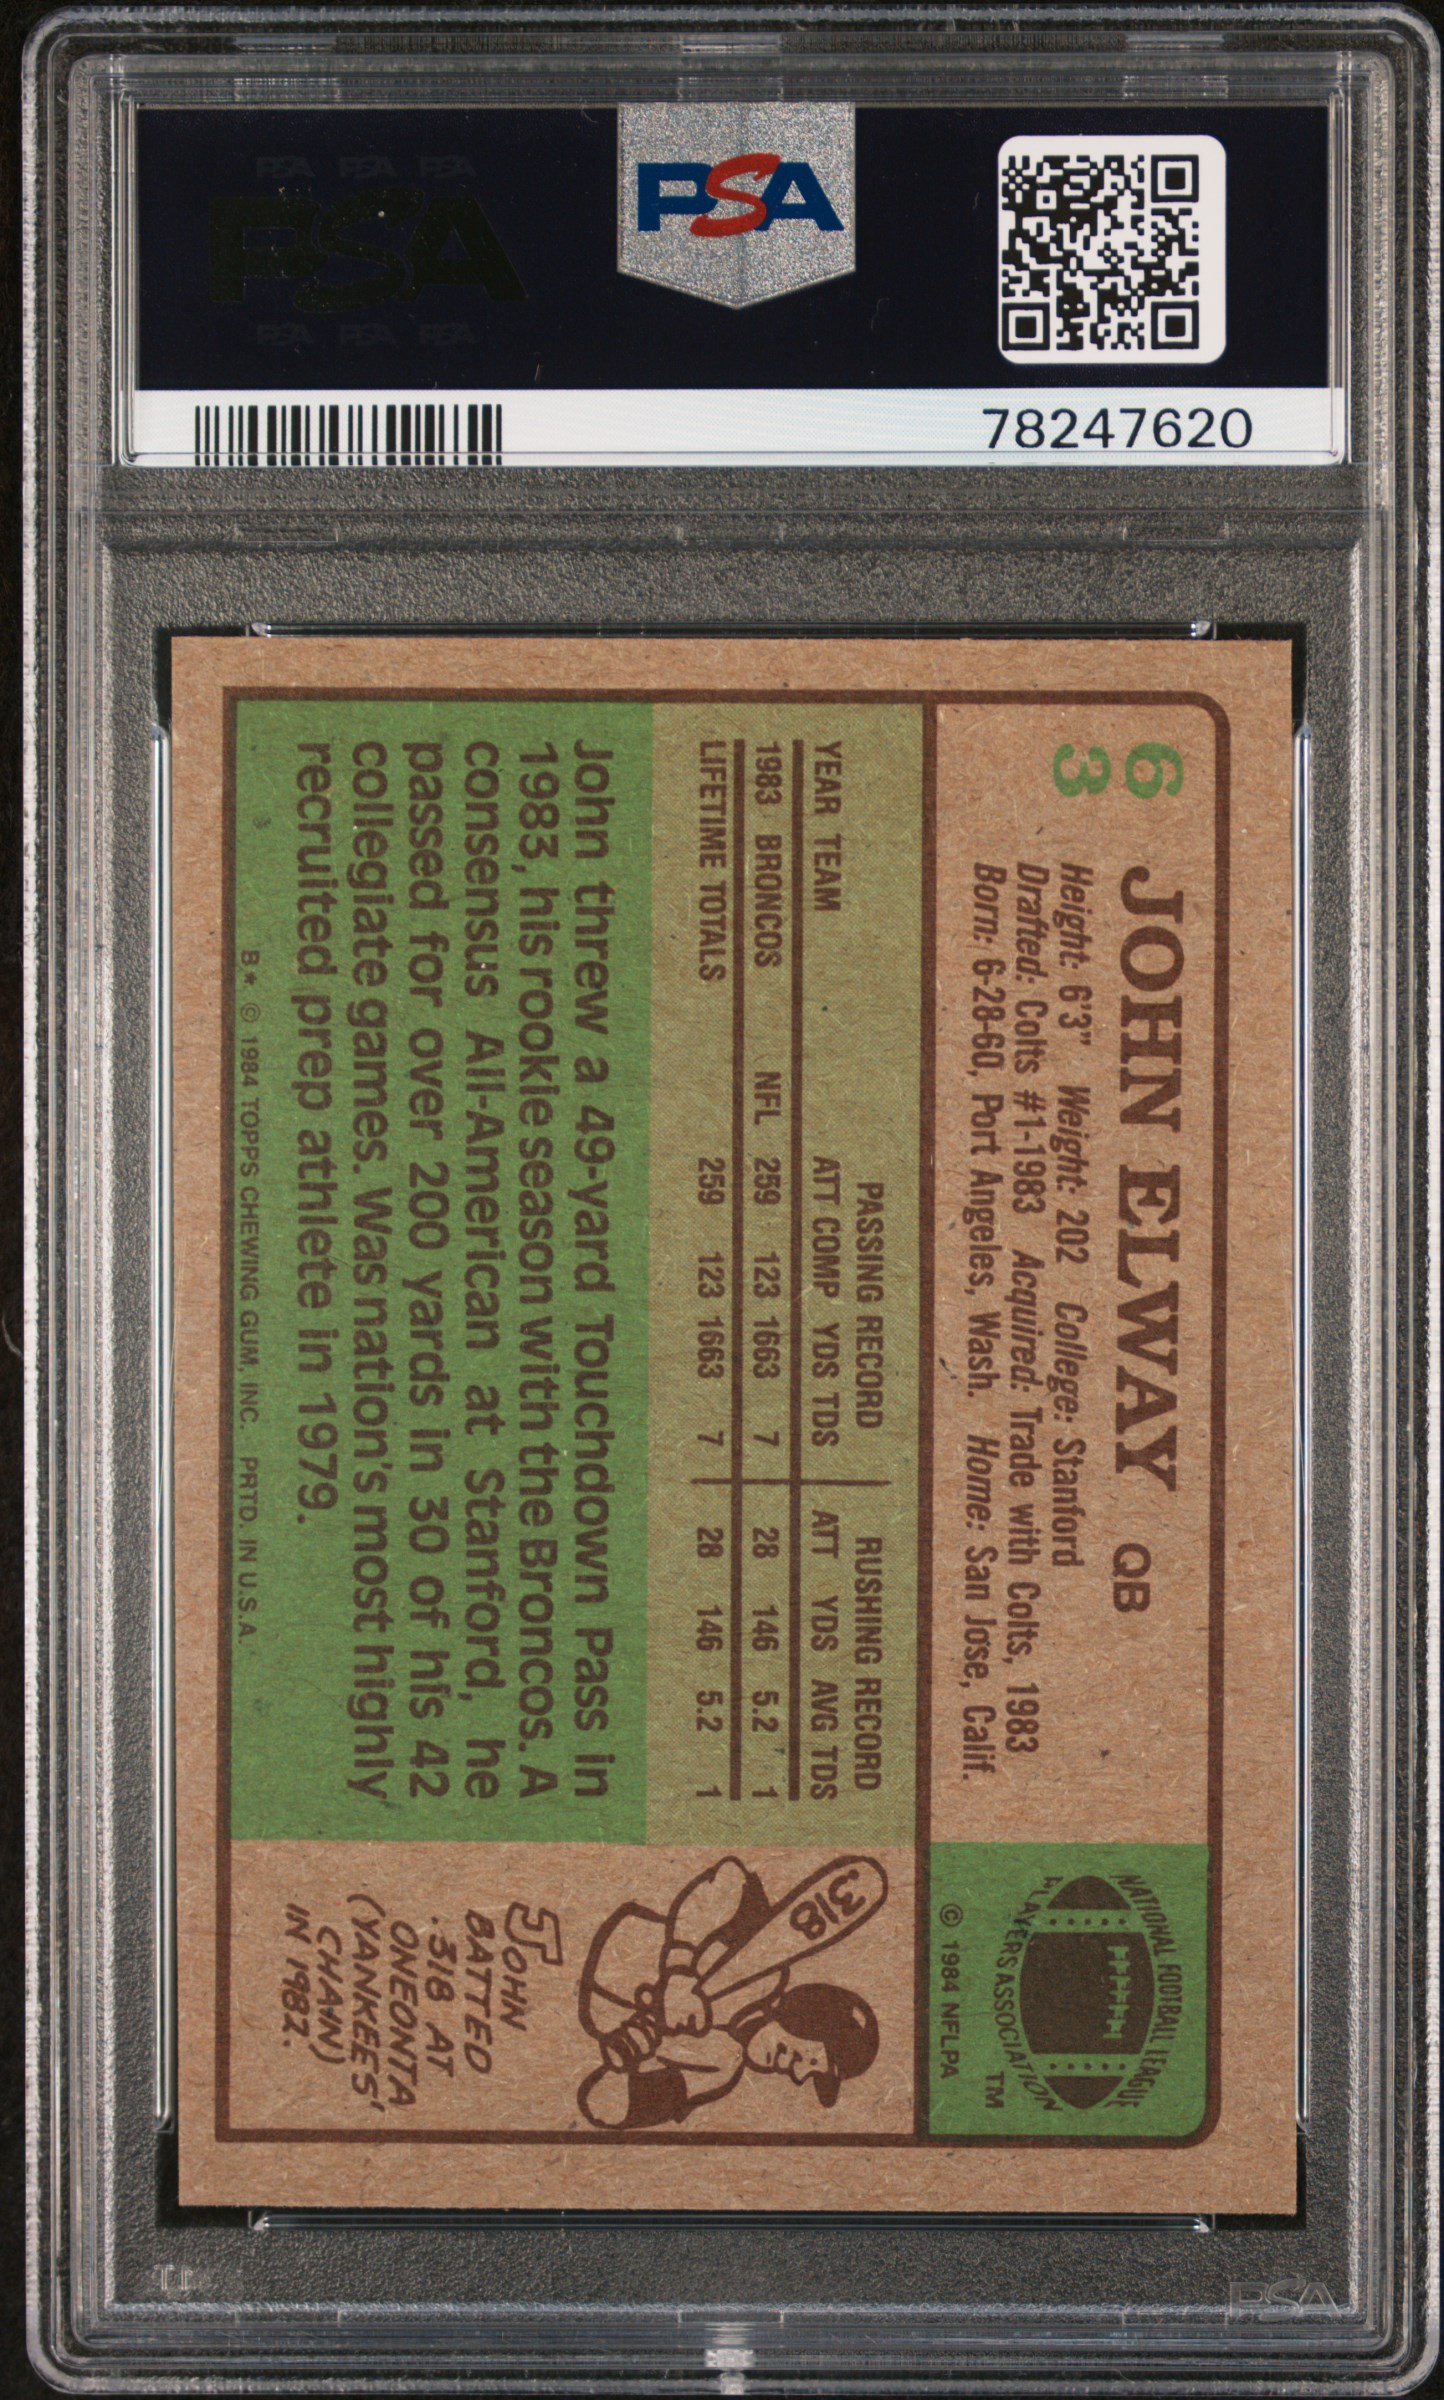 PSA PSA PSA
PSA
PSA PSA PSA
PSA
78247620
63
JOHN ELWAY QB
Height: 6'3" Weight: 202 College: Stanford
Drafted: Colts #1-1983 Acquired: Trade with Colts, 1983
Born: 6-28-60, Port Angeles, Wash. Home: San Jose, Calif.
NATIONAL FOOTBALL LEAGUE
PLAYERS ASSOCIATION TM
© 1984 NFLPA
PASSING RECORD RUSHING RECORD
YEAR TEAM ATT COMP YDS TDS ATT YDS AVG TDS
1983 BRONCOS NFL 259 123 1663 7 28 146 5.2 1
LIFETIME TOTALS 259 123 1663 7 28 146 5.2 1
John threw a 49-yard Touchdown Pass in
1983, his rookie season with the Broncos. A
consensus All-American at Stanford, he
passed for over 200 yards in 30 of his 42
collegiate games. Was nation's most highly
recruited prep athlete in 1979.
B* © 1984 TOPPS CHEWING GUM, INC. PRTD. IN U.S.A.
318
JOHN
BATTED
.318 AT
ONEONTA
(YANKEES'
CHAIN)
IN 1982.
PSA